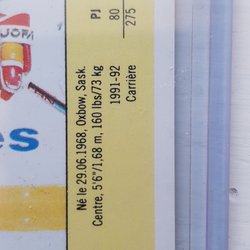 JOFA
es
Né le 29.06.1968, Oxbow, Sask.
Centre, 5'6"/1,68 m, 160 lbs/73 kg
PJ
1991-92 80
Carrière 275